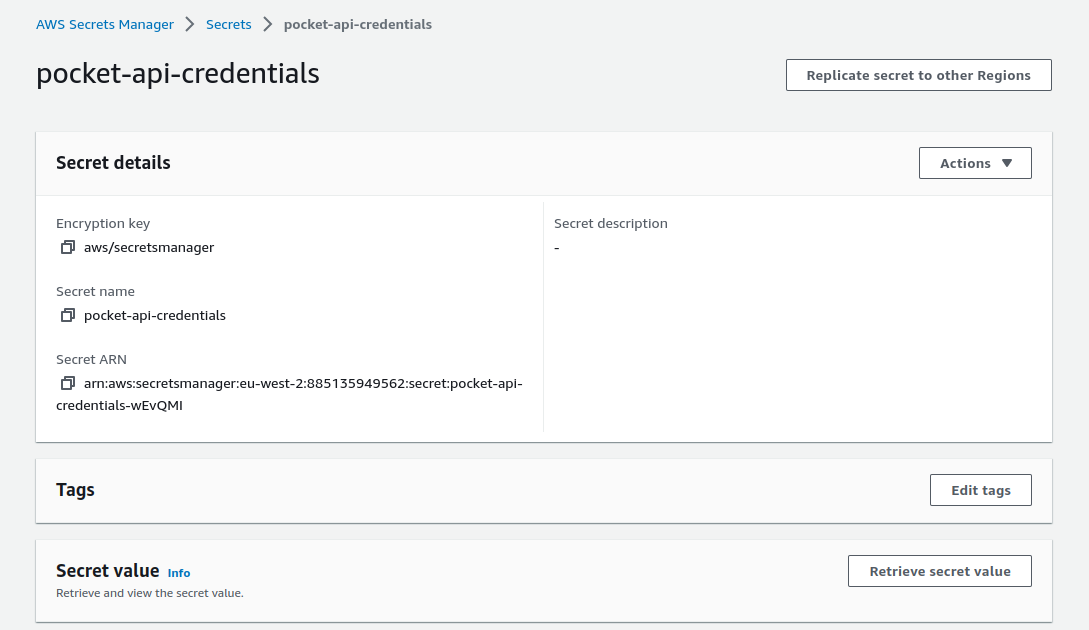 AWS Secrets Manager > Secrets > pocket-api-credentials
pocket-api-credentials
Replicate secret to other Regions
Secret details
Actions ▼
Encryption key
aws/secretsmanager
Secret description
-
Secret name
pocket-api-credentials
Secret ARN
arn:aws:secretsmanager:eu-west-2:885135949562:secret:pocket-api-
credentials-wEvQMI
Tags
Edit tags
Secret value Info
Retrieve secret value
Retrieve and view the secret value.